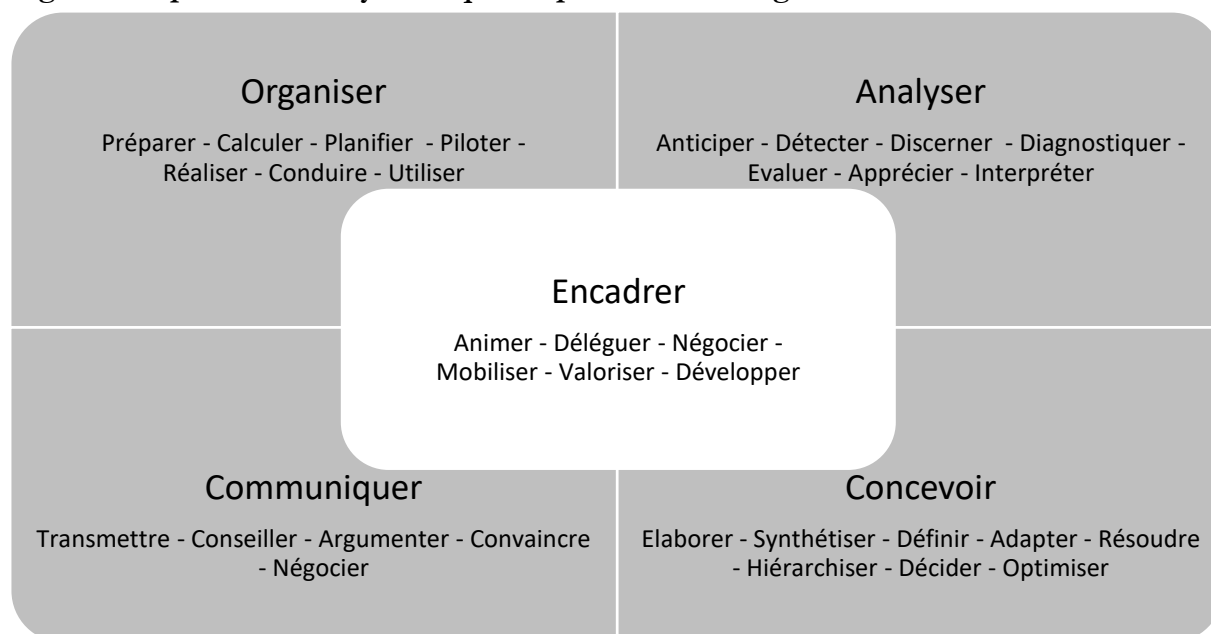 Organiser
Préparer - Calculer - Planifier - Piloter -
Réaliser - Conduire - Utiliser
Analyser
Anticiper - Détecter - Discerner - Diagnostiquer -
Evaluer - Apprécier - Interpréter
Encadrer
Animer - Déléguer - Négocier -
Mobiliser - Valoriser - Développer
Communiquer
Transmettre - Conseiller - Argumenter - Convaincre
- Négocier
Concevoir
Elaborer - Synthétiser - Définir - Adapter - Résoudre
- Hiérarchiser - Décider - Optimiser